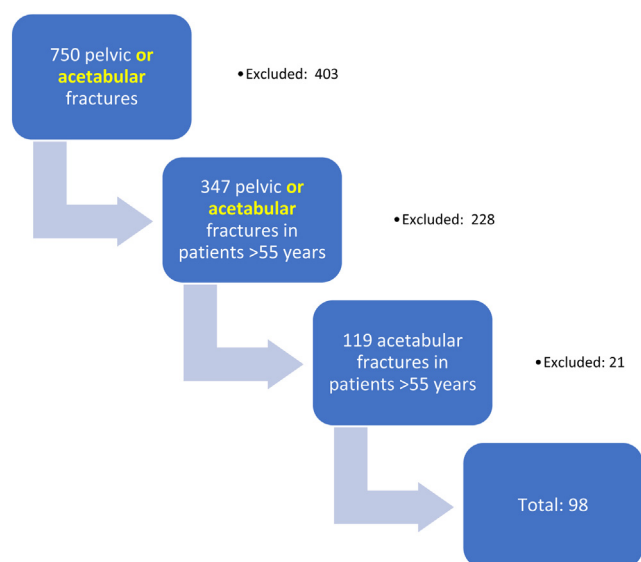 750 pelvic or
acetabular
fractures
•Excluded:  403
347 pelvic or
acetabular
fractures in
patients >55 years
•Excluded:  228
119 acetabular
fractures in
patients >55 years
•Excluded: 21
Total: 98